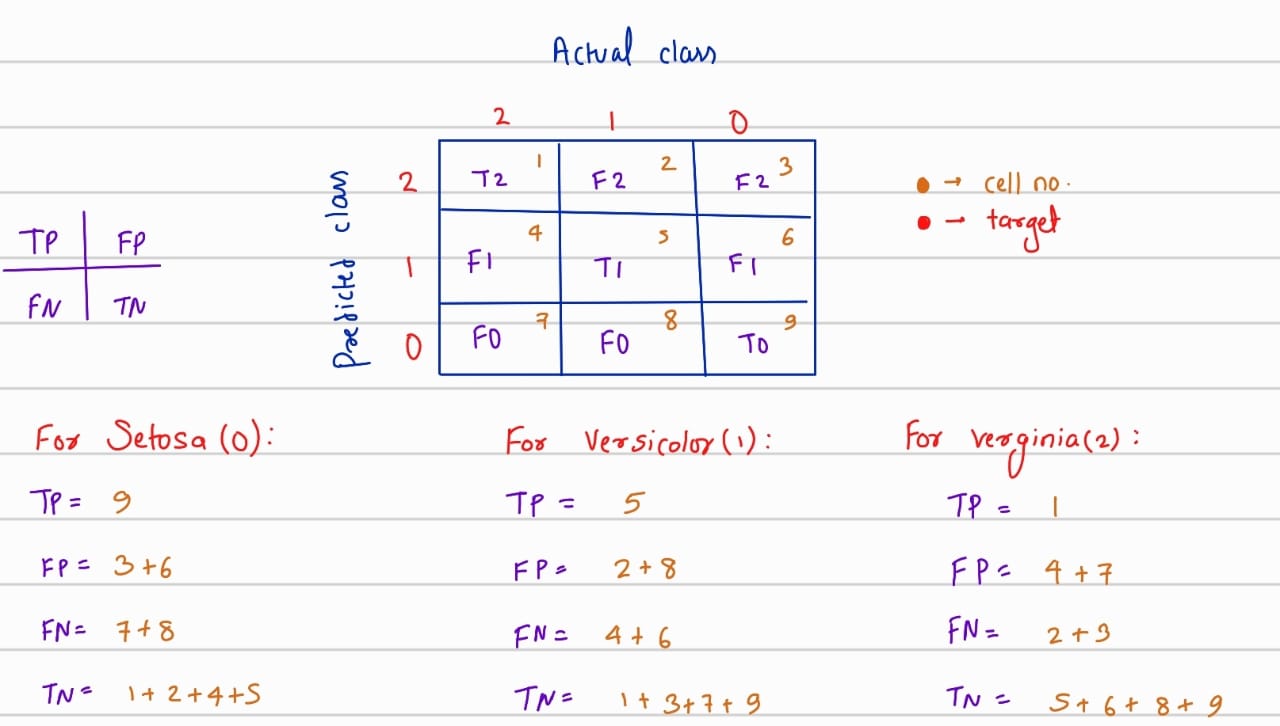 Actual class
2 1 0
Predicted class
2 T2 1 F2 2 F2 3
1 F1 4 T1 5 F1 6
0 F0 7 F0 8 T0 9
TP FP
FN TN
→ cell no.
→ target
For Setosa (0):
TP = 9
FP = 3+6
FN = 7+8
TN = 1+2+4+5
For Versicolor (1):
TP = 5
FP = 2+8
FN = 4+6
TN = 1+3+7+9
For verginia (2):
TP = 1
FP = 4+7
FN = 2+3
TN = 5+6+8+9